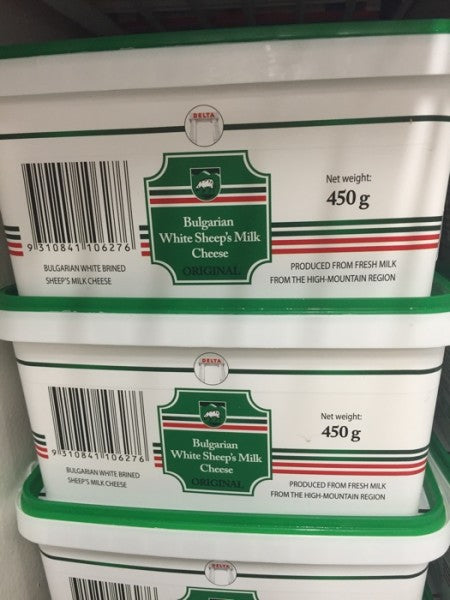 DELTA
Bulgarian
White Sheep's Milk
Cheese
ORIGINAL
Net weight:
450 g
9 310841 106276
BULGARIAN WHITE BRINED
SHEEP'S MILK CHEESE
PRODUCED FROM FRESH MILK
FROM THE HIGH-MOUNTAIN REGION
DELTA
Bulgarian
White Sheep's Milk
Cheese
ORIGINAL
Net weight:
450 g
9 310841 106276
BULGARIAN WHITE BRINED
SHEEP'S MILK CHEESE
PRODUCED FROM FRESH MILK
FROM THE HIGH-MOUNTAIN REGION
DELTA